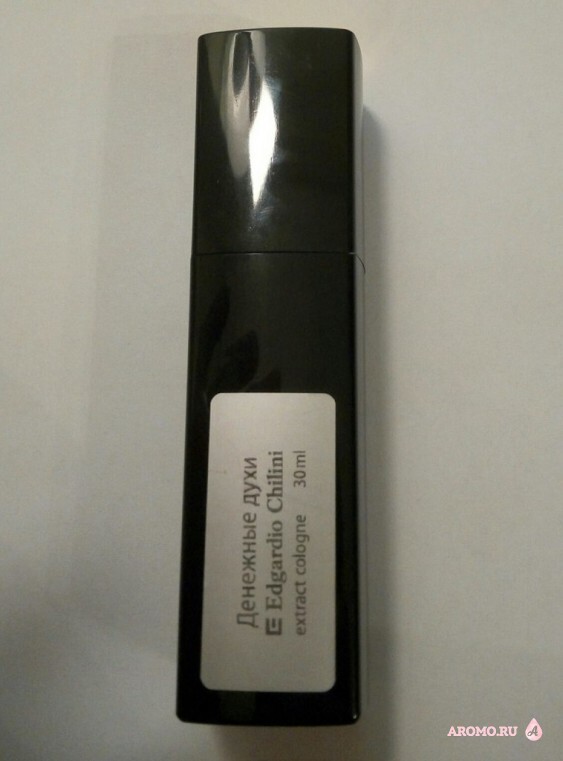 Денежные духи
Edgardio Chilini
extract cologne 30ml
AROMO.RU